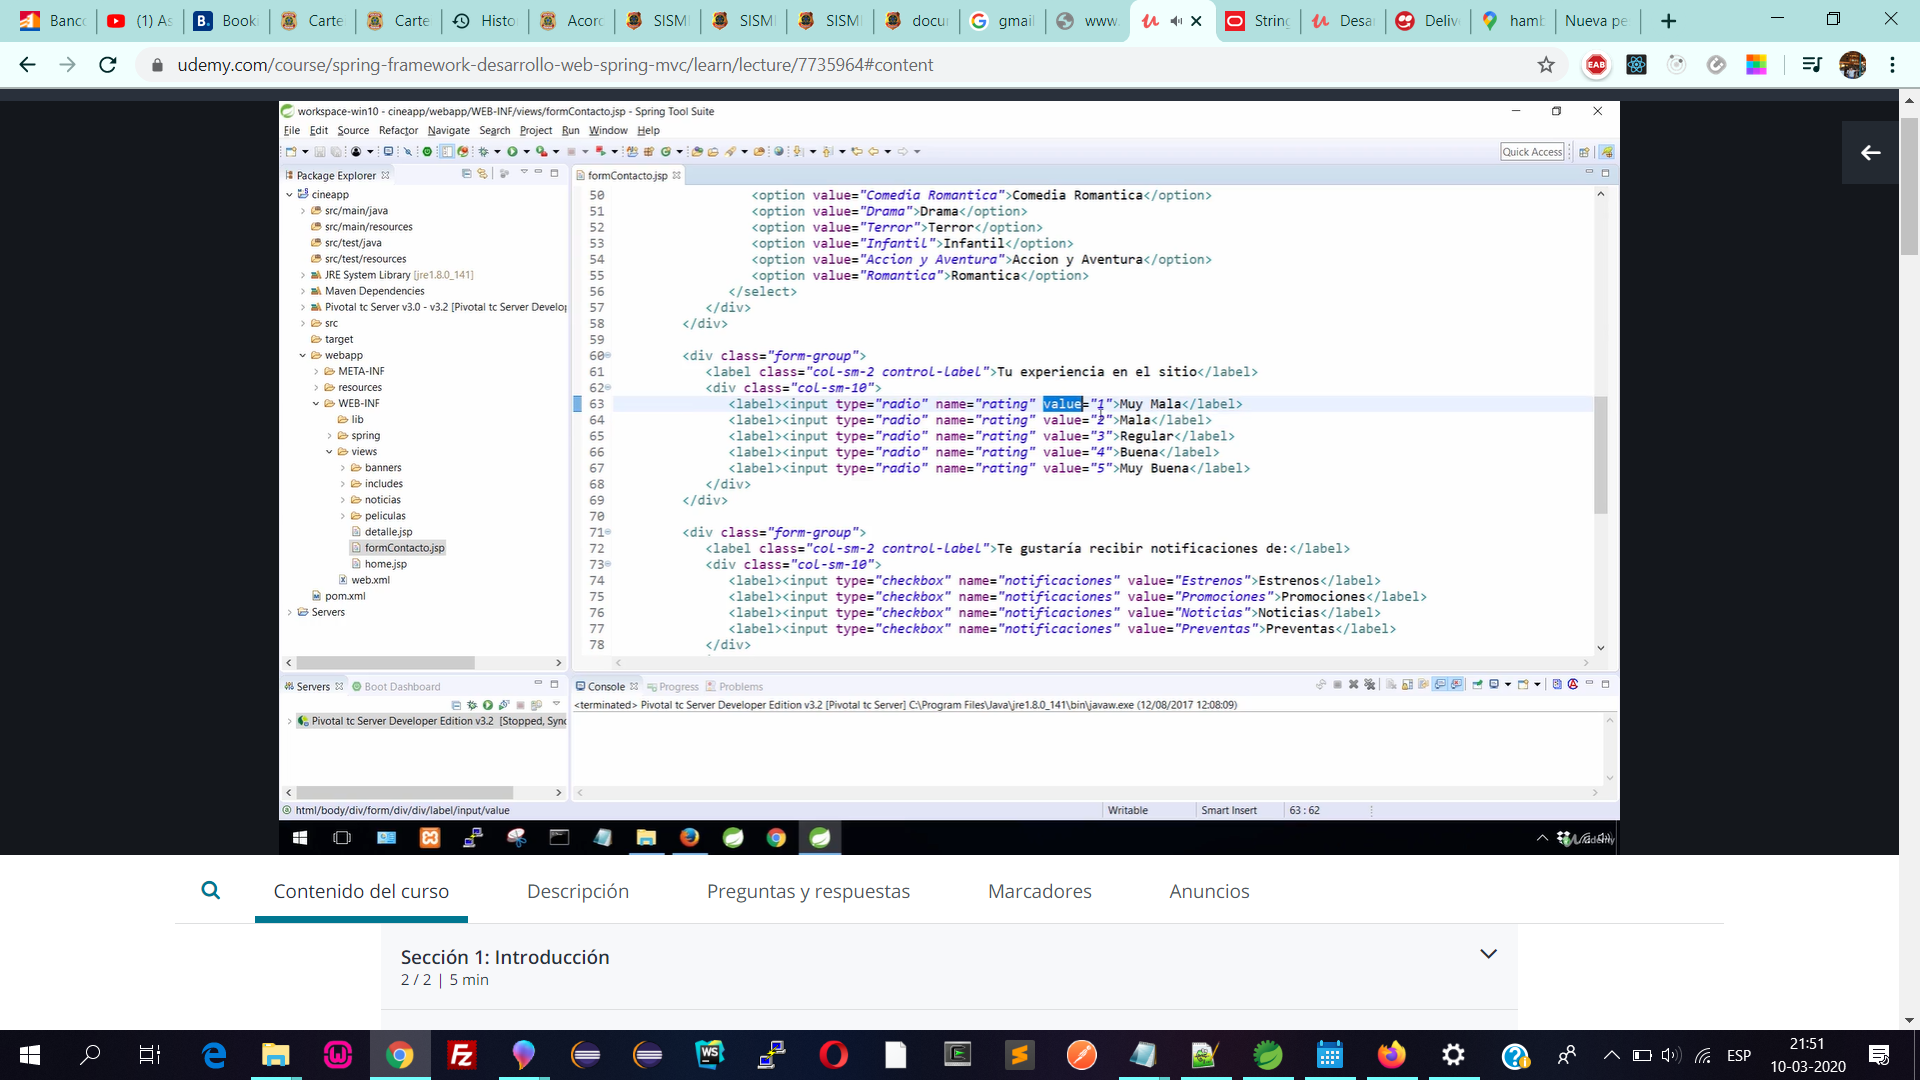 Banco
(1) As
Booki
Carte
Carte
Histo
Acord
SISM
SISM
SISM
docu
gmail
www.
String
Desa
Deliv
hamb
Nueva pe
udemy.com/course/spring-framework-desarrollo-web-spring-mvc/learn/lecture/7735964#content
workspace-win10 - cineapp/webapp/WEB-INF/views/formContacto.jsp - Spring Tool Suite
File Edit Source Refactor Navigate Search Project Run Window Help
Quick Access
Package Explorer
cineapp
src/main/java
src/main/resources
src/test/java
src/test/resources
JRE System Library [jre1.8.0_141]
Maven Dependencies
Pivotal tc Server v3.0 - v3.2 [Pivotal tc Server Develop
src
target
webapp
META-INF
resources
WEB-INF
lib
spring
views
banners
includes
noticias
peliculas
detalle.jsp
formContacto.jsp
home.jsp
web.xml
pom.xml
Servers
formContacto.jsp
50 <option value="Comedia Romantica">Comedia Romantica</option>
51 <option value="Drama">Drama</option>
52 <option value="Terror">Terror</option>
53 <option value="Infantil">Infantil</option>
54 <option value="Accion y Aventura">Accion y Aventura</option>
55 <option value="Romantica">Romantica</option>
56 </select>
57 </div>
58 </div>
59
60 <div class="form-group">
61 <label class="col-sm-2 control-label">Tu experiencia en el sitio</label>
62 <div class="col-sm-10">
63 <label><input type="radio" name="rating" value="1">Muy Mala</label>
64 <label><input type="radio" name="rating" value="2">Mala</label>
65 <label><input type="radio" name="rating" value="3">Regular</label>
66 <label><input type="radio" name="rating" value="4">Buena</label>
67 <label><input type="radio" name="rating" value="5">Muy Buena</label>
68 </div>
69 </div>
70
71 <div class="form-group">
72 <label class="col-sm-2 control-label">Te gustaría recibir notificaciones de:</label>
73 <div class="col-sm-10">
74 <label><input type="checkbox" name="notificaciones" value="Estrenos">Estrenos</label>
75 <label><input type="checkbox" name="notificaciones" value="Promociones">Promociones</label>
76 <label><input type="checkbox" name="notificaciones" value="Noticias">Noticias</label>
77 <label><input type="checkbox" name="notificaciones" value="Preventas">Preventas</label>
78 </div>
Servers Boot Dashboard
Pivotal tc Server Developer Edition v3.2 [Stopped, Sync
Console Progress Problems
<terminated> Pivotal tc Server Developer Edition v3.2 [Pivotal tc Server] C:\Program Files\Java\jre1.8.0_141\bin\javaw.exe (12/08/2017 12:08:09)
html/body/div/form/div/div/label/input/value
Writable
Smart Insert
63 : 62
Udemy
Contenido del curso
Descripción
Preguntas y respuestas
Marcadores
Anuncios
Sección 1: Introducción
2 / 2 | 5 min
ESP
21:51
10-03-2020